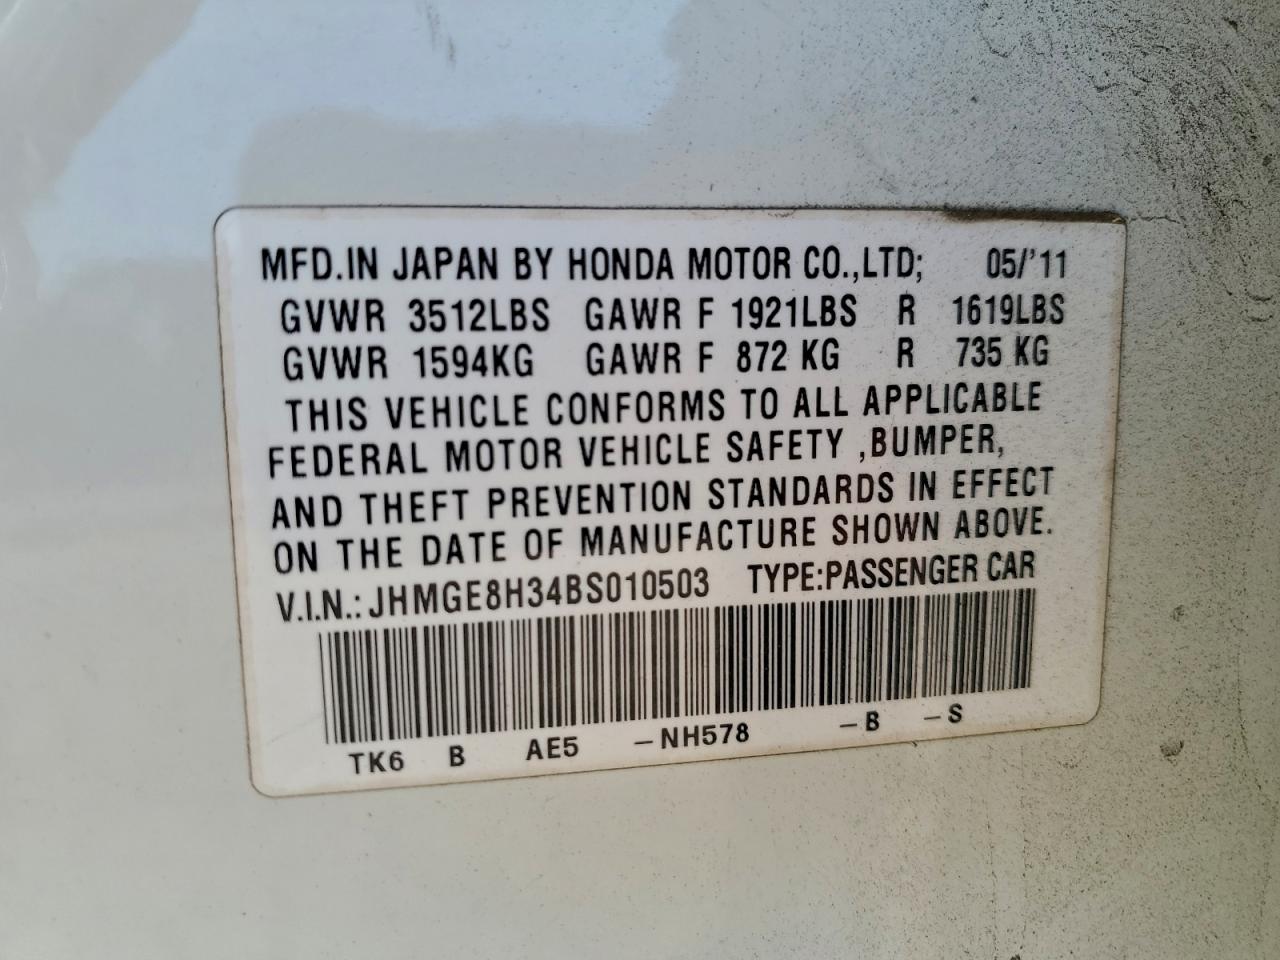 MFD.IN JAPAN BY HONDA MOTOR CO.,LTD; 05/'11
GVWR 3512LBS GAWR F 1921LBS R 1619LBS
GVWR 1594KG GAWR F 872 KG R 735 KG
THIS VEHICLE CONFORMS TO ALL APPLICABLE
FEDERAL MOTOR VEHICLE SAFETY ,BUMPER,
AND THEFT PREVENTION STANDARDS IN EFFECT
ON THE DATE OF MANUFACTURE SHOWN ABOVE.
V.I.N.: JHMGE8H34BS010503 TYPE:PASSENGER CAR
TK6 B AE5 –NH578 –B –S